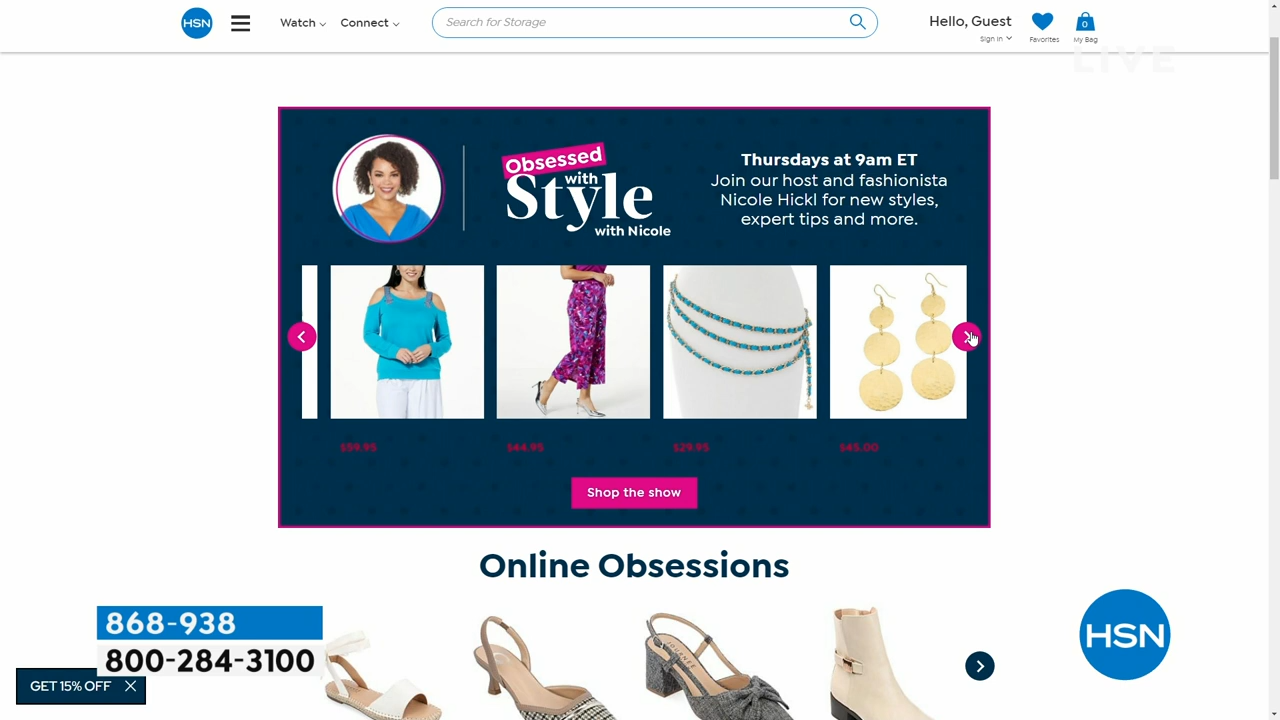 HSN
Watch
Connect
Search for Storage
Hello, Guest
Sign in
Favorites
0
My Bag
LIVE
Obsessed
with
Style
with Nicole
Thursdays at 9am ET
Join our host and fashionista
Nicole Hickl for new styles,
expert tips and more.
$59.95
$44.95
$29.95
$45.00
Shop the show
Online Obsessions
868-938
800-284-3100
GET 15% OFF
HSN